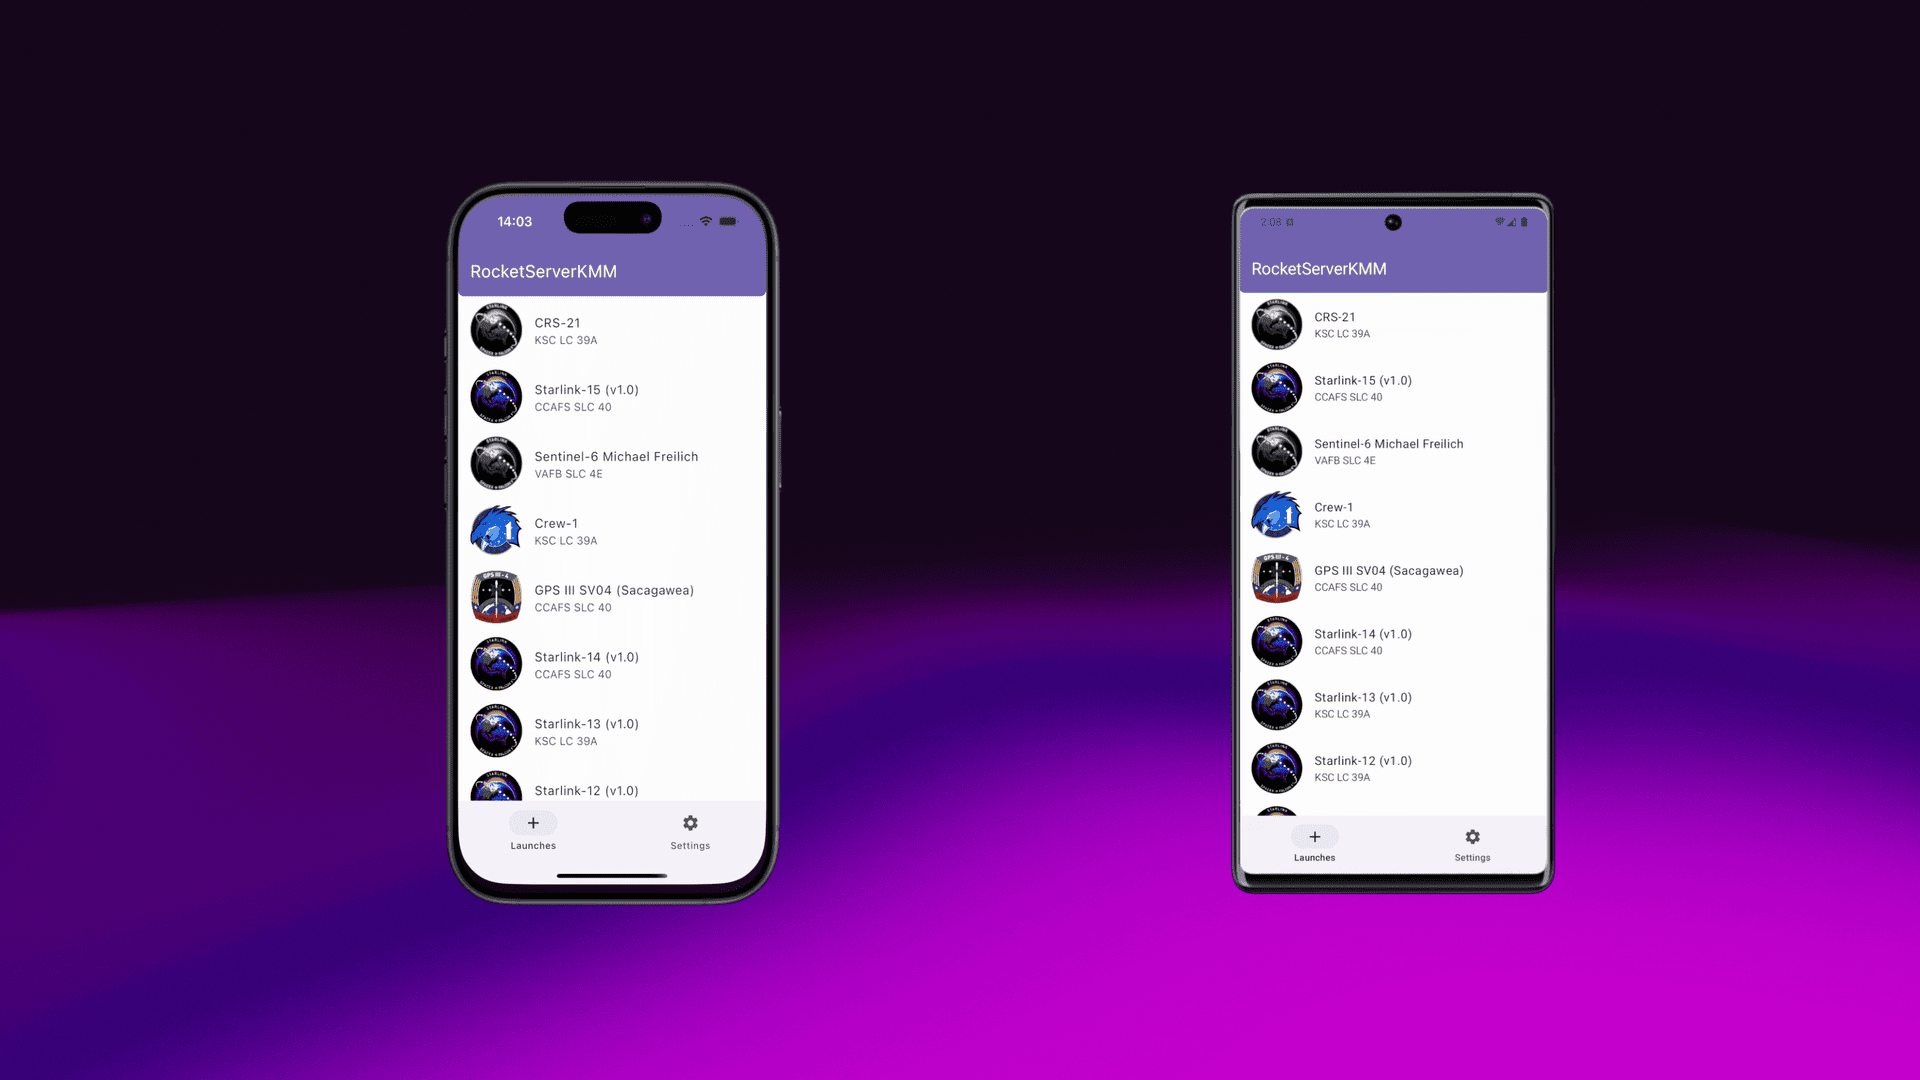 14:03
RocketServerKMM
CRS-21
KSC LC 39A
Starlink-15 (v1.0)
CCAFS SLC 40
Sentinel-6 Michael Freilich
VAFB SLC 4E
Crew-1
KSC LC 39A
GPS III SV04 (Sacagawea)
CCAFS SLC 40
Starlink-14 (v1.0)
CCAFS SLC 40
Starlink-13 (v1.0)
KSC LC 39A
Starlink-12 (v1.0)
Launches
Settings
2:08
RocketServerKMM
CRS-21
KSC LC 39A
Starlink-15 (v1.0)
CCAFS SLC 40
Sentinel-6 Michael Freilich
VAFB SLC 4E
Crew-1
KSC LC 39A
GPS III SV04 (Sacagawea)
CCAFS SLC 40
Starlink-14 (v1.0)
CCAFS SLC 40
Starlink-13 (v1.0)
KSC LC 39A
Starlink-12 (v1.0)
KSC LC 39A
Launches
Settings